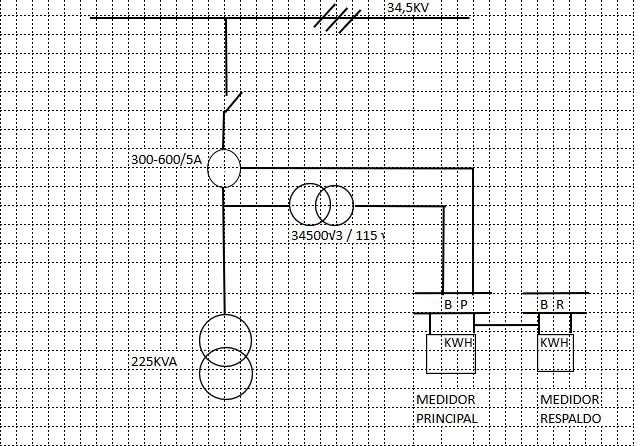 34,5KV
300-600/5A
34500√3 / 115
B P
B R
KWH
KWH
225KVA
MEDIDOR
PRINCIPAL
MEDIDOR
RESPALDO